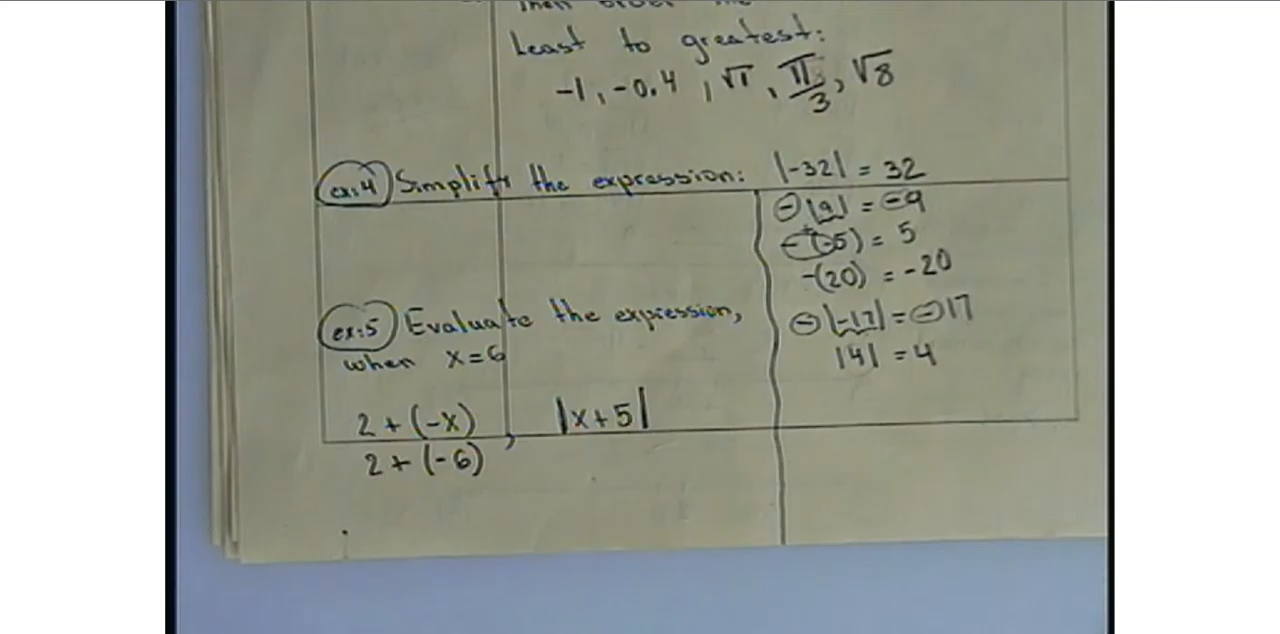 Least to greatest:
-1, -0.4, √1, π/3, √8
ex:4 Simplify the expression: |-32| = 32
-|9| = -9
-(-5) = 5
-(20) = -20
-|-17| = -17
|4| = 4
ex:5 Evaluate the expression,
when x=6
2 + (-x), |x+5|
2 + (-6)